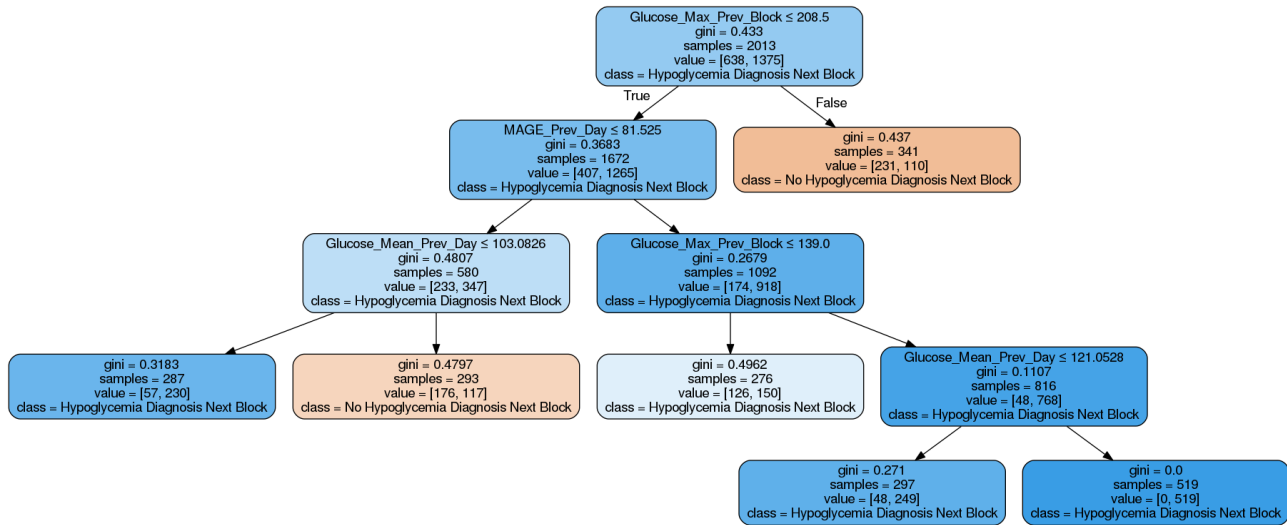 Glucose_Max_Prev_Block ≤ 208.5
gini = 0.433
samples = 2013
value = [638, 1375]
class = Hypoglycemia Diagnosis Next Block
True
False
MAGE_Prev_Day ≤ 81.525
gini = 0.3683
samples = 1672
value = [407, 1265]
class = Hypoglycemia Diagnosis Next Block
gini = 0.437
samples = 341
value = [231, 110]
class = No Hypoglycemia Diagnosis Next Block
Glucose_Mean_Prev_Day ≤ 103.0826
gini = 0.4807
samples = 580
value = [233, 347]
class = Hypoglycemia Diagnosis Next Block
Glucose_Max_Prev_Block ≤ 139.0
gini = 0.2679
samples = 1092
value = [174, 918]
class = Hypoglycemia Diagnosis Next Block
gini = 0.3183
samples = 287
value = [57, 230]
class = Hypoglycemia Diagnosis Next Block
gini = 0.4797
samples = 293
value = [176, 117]
class = No Hypoglycemia Diagnosis Next Block
gini = 0.4962
samples = 276
value = [126, 150]
class = Hypoglycemia Diagnosis Next Block
Glucose_Mean_Prev_Day ≤ 121.0528
gini = 0.1107
samples = 816
value = [48, 768]
class = Hypoglycemia Diagnosis Next Block
gini = 0.271
samples = 297
value = [48, 249]
class = Hypoglycemia Diagnosis Next Block
gini = 0.0
samples = 519
value = [0, 519]
class = Hypoglycemia Diagnosis Next Block